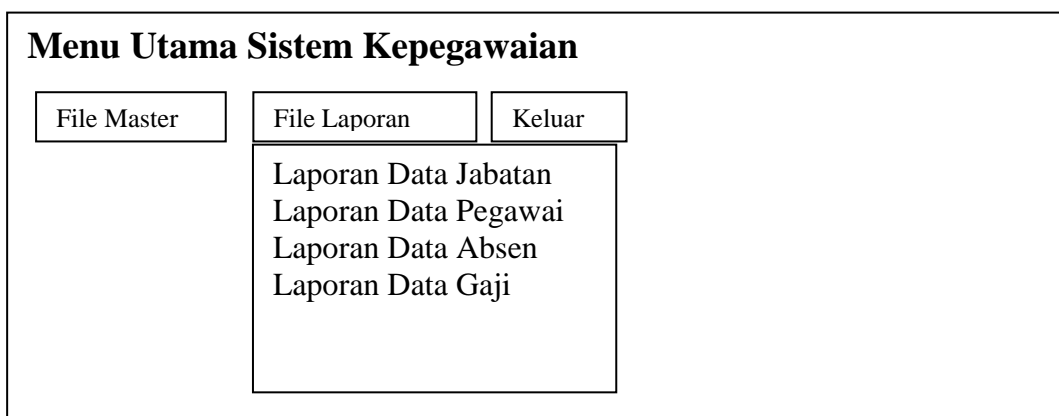 Menu Utama Sistem Kepegawaian
File Master File Laporan Keluar
Laporan Data Jabatan
Laporan Data Pegawai
Laporan Data Absen
Laporan Data Gaji